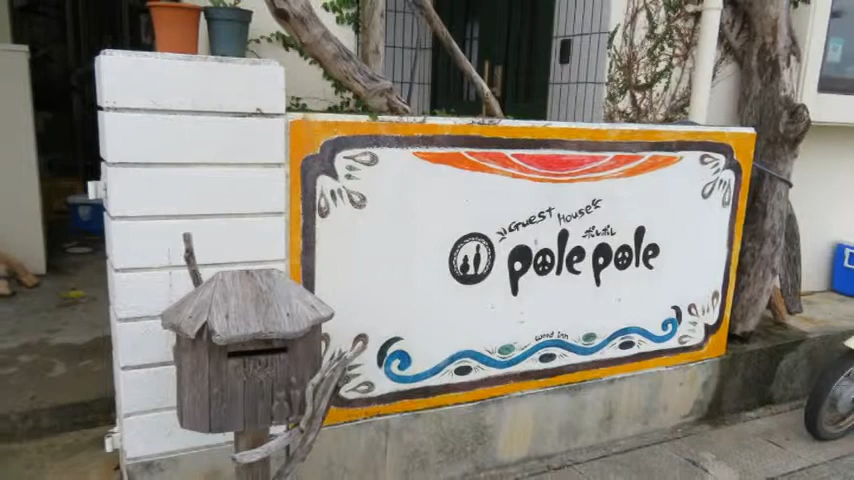 Guest House
ポレポレ
pole pole